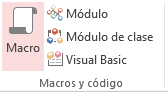 Macro
Módulo
Módulo de clase
Visual Basic
Macros y código